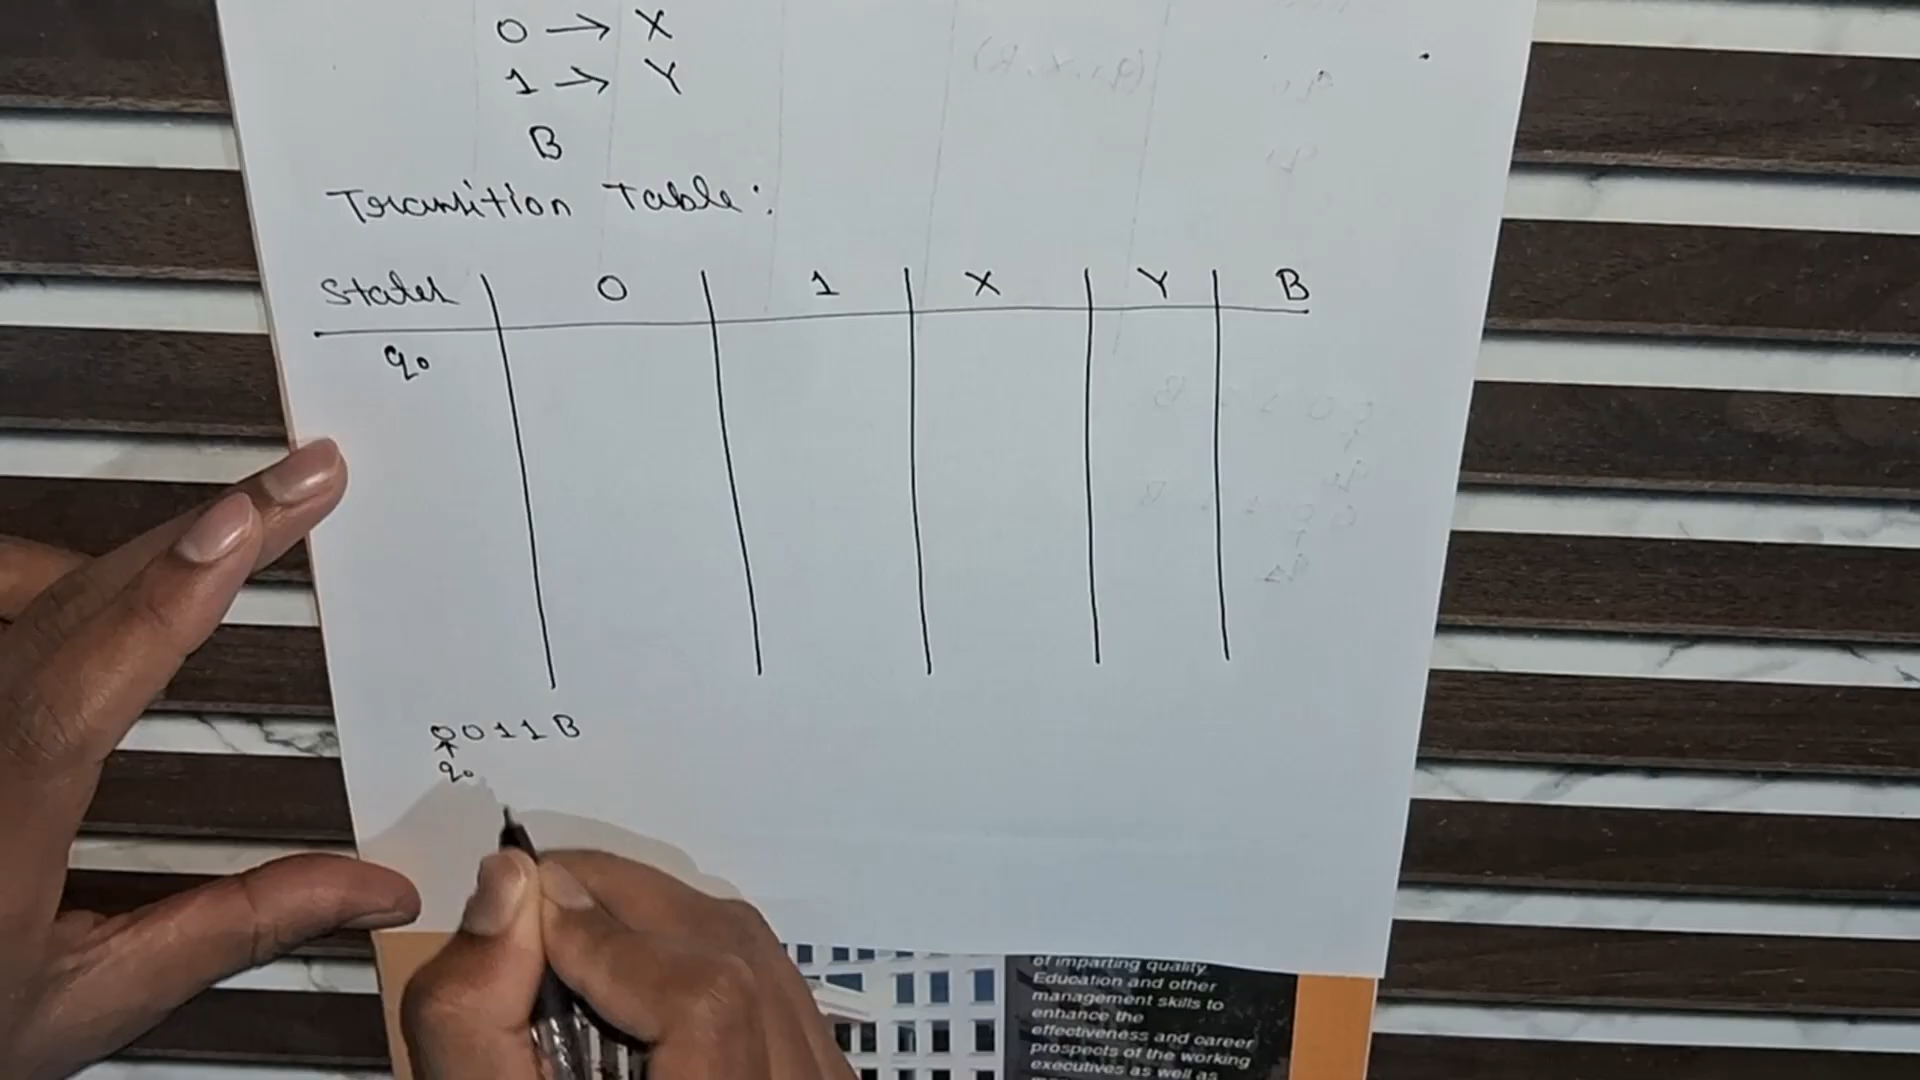 0 → X
1 → Y
B
Transition Table:
States 0 1 X Y B
q0
0011B
↑
q0
of imparting quality
Education and other
management skills to
enhance the
effectiveness and career
prospects of the working
executives as well as